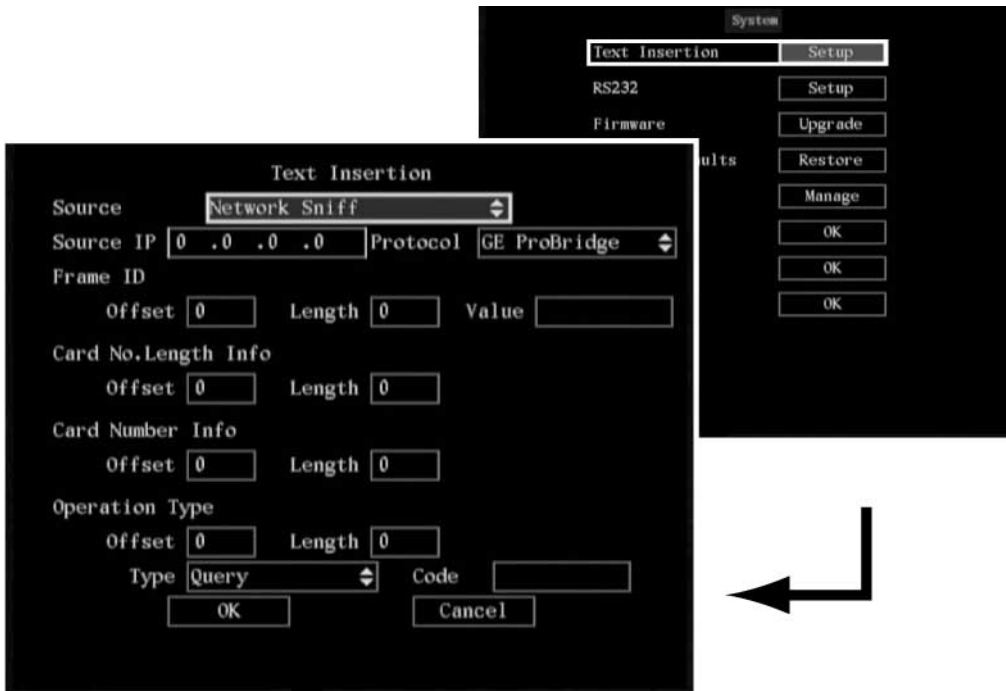 System
Text Insertion Setup
RS232 Setup
Firmware Upgrade
ults Restore
Manage
OK
OK
OK
Text Insertion
Source Network Sniff
Source IP 0 .0 .0 .0 Protocol GE ProBridge
Frame ID
Offset 0 Length 0 Value
Card No.Length Info
Offset 0 Length 0
Card Number Info
Offset 0 Length 0
Operation Type
Offset 0 Length 0
Type Query Code
OK Cancel